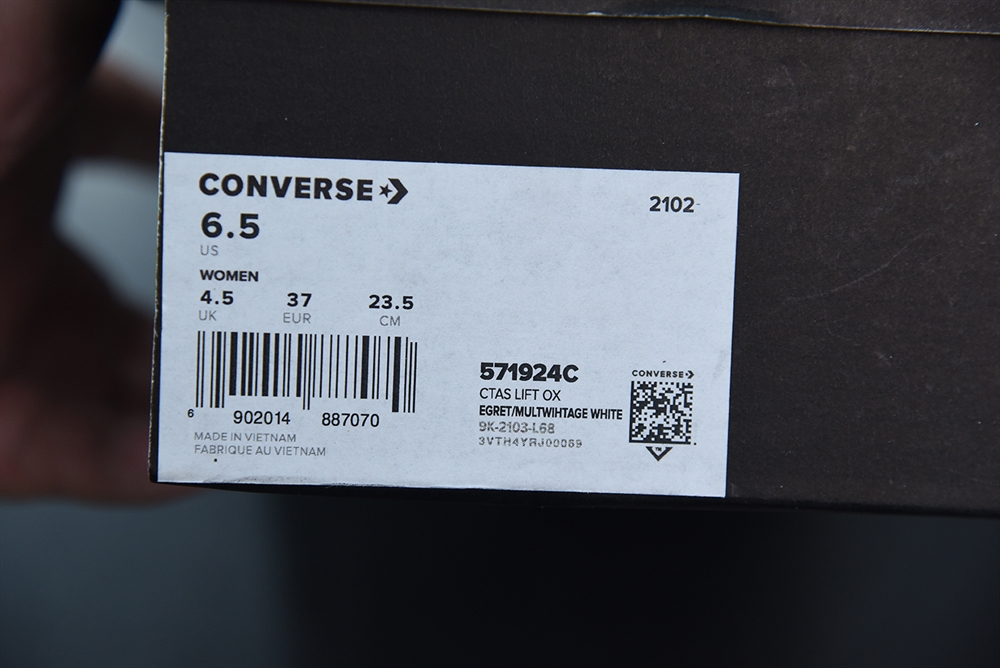 CONVERSE
2102-
6.5
US
WOMEN
4.5 37 23.5
UK EUR CM
6 902014 887070
MADE IN VIETNAM
FABRIQUE AU VIETNAM
571924C
CTAS LIFT OX
EGRET/MULTWIHTAGE WHITE
9K-2103-L68
3VTH4YRJ00069
CONVERSE